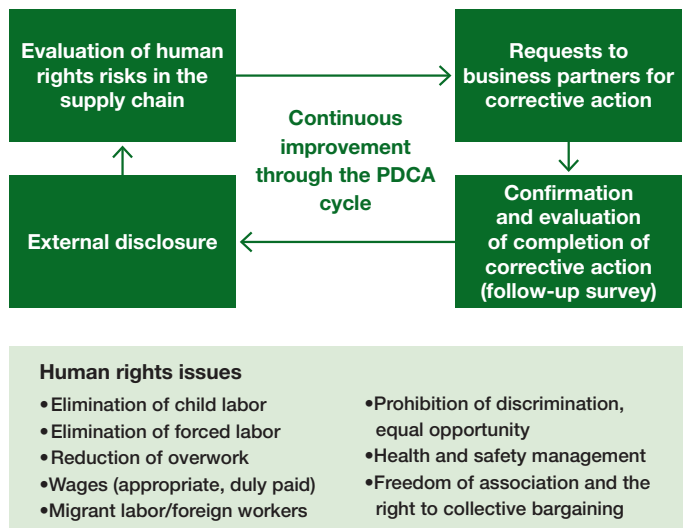 Evaluation of human
rights risks in the
supply chain
Requests to
business partners for
corrective action
Continuous
improvement
through the PDCA
cycle
External disclosure
Confirmation
and evaluation
of completion of
corrective action
(follow-up survey)
Human rights issues
•Elimination of child labor
•Elimination of forced labor
•Reduction of overwork
•Wages (appropriate, duly paid)
•Migrant labor/foreign workers
•Prohibition of discrimination,
equal opportunity
•Health and safety management
•Freedom of association and the
right to collective bargaining